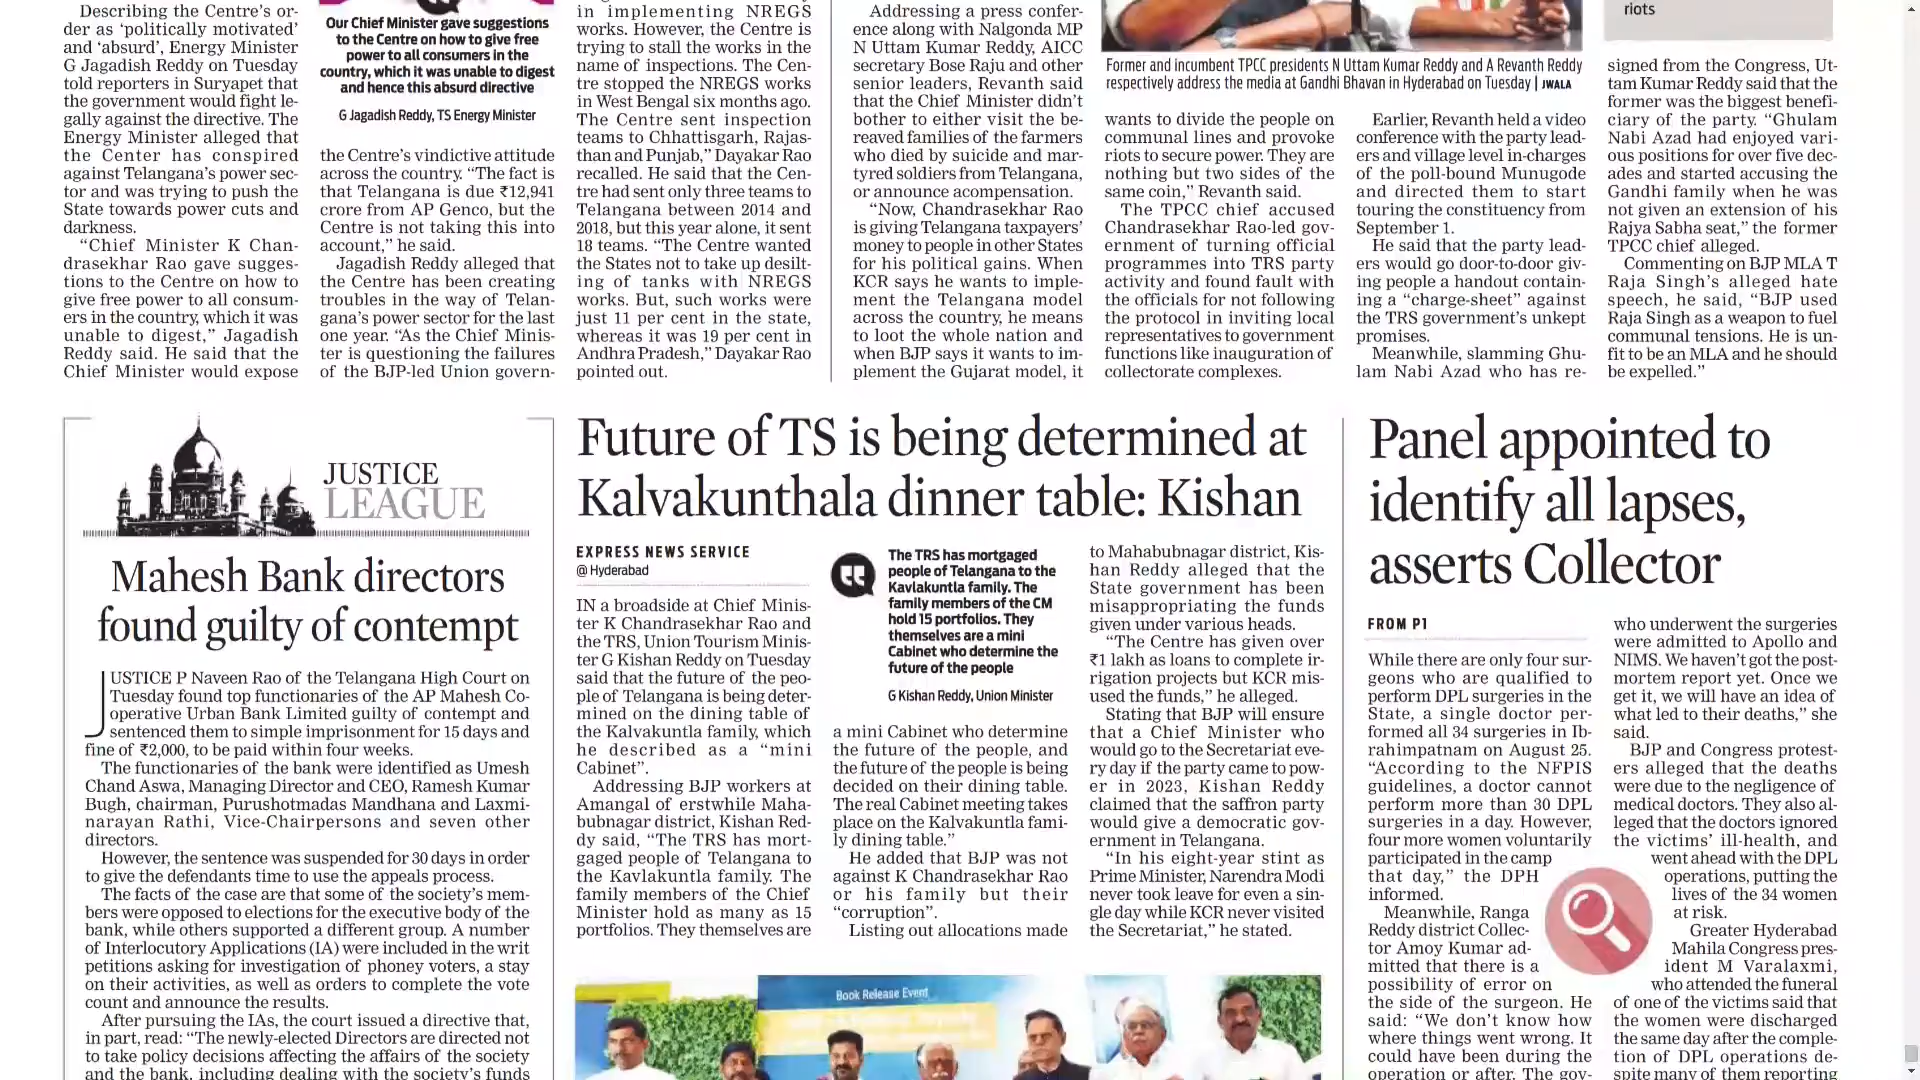 Describing the Centre's or-
der as 'politically motivated'
and 'absurd', Energy Minister
G Jagadish Reddy on Tuesday
told reporters in Suryapet that
the government would fight le-
gally against the directive. The
Energy Minister alleged that
the Center has conspired
against Telangana's power sec-
tor and was trying to push the
State towards power cuts and
darkness.
"Chief Minister K Chan-
drasekhar Rao gave sugges-
tions to the Centre on how to
give free power to all consum-
ers in the country, which it was
unable to digest," Jagadish
Reddy said. He said that the
Chief Minister would expose
Our Chief Minister gave suggestions
to the Centre on how to give free
power to all consumers in the
country, which it was unable to digest
and hence this absurd directive
G Jagadish Reddy, TS Energy Minister
the Centre's vindictive attitude
across the country. "The fact is
that Telangana is due ₹12,941
crore from AP Genco, but the
Centre is not taking this into
account," he said.
Jagadish Reddy alleged that
the Centre has been creating
troubles in the way of Telan-
gana's power sector for the last
one year. "As the Chief Minis-
ter is questioning the failures
of the BJP-led Union govern-
in implementing NREGS
works. However, the Centre is
trying to stall the works in the
name of inspections. The Cen-
tre stopped the NREGS works
in West Bengal six months ago.
The Centre sent inspection
teams to Chhattisgarh, Rajas-
than and Punjab," Dayakar Rao
recalled. He said that the Cen-
tre had sent only three teams to
Telangana between 2014 and
2018, but this year alone, it sent
18 teams. "The Centre wanted
the States not to take up desilt-
ing of tanks with NREGS
works. But, such works were
just 11 per cent in the state,
whereas it was 19 per cent in
Andhra Pradesh," Dayakar Rao
pointed out.
Addressing a press confer-
ence along with Nalgonda MP
N Uttam Kumar Reddy, AICC
secretary Bose Raju and other
senior leaders, Revanth said
that the Chief Minister didn't
bother to either visit the be-
reaved families of the farmers
who died by suicide and mar-
tyred soldiers from Telangana,
or announce acompensation.
"Now, Chandrasekhar Rao
is giving Telangana taxpayers'
money to people in other States
for his political gains. When
KCR says he wants to imple-
ment the Telangana model
across the country, he means
to loot the whole nation and
when BJP says it wants to im-
plement the Gujarat model, it
Former and incumbent TPCC presidents N Uttam Kumar Reddy and A Revanth Reddy
respectively address the media at Gandhi Bhavan in Hyderabad on Tuesday | JWALA
wants to divide the people on
communal lines and provoke
riots to secure power. They are
nothing but two sides of the
same coin," Revanth said.
The TPCC chief accused
Chandrasekhar Rao-led gov-
ernment of turning official
programmes into TRS party
activity and found fault with
the officials for not following
the protocol in inviting local
representatives to government
functions like inauguration of
collectorate complexes.
Earlier, Revanth held a video
conference with the party lead-
ers and village level in-charges
of the poll-bound Munugode
and directed them to start
touring the constituency from
September 1.
He said that the party lead-
ers would go door-to-door giv-
ing people a handout contain-
ing a "charge-sheet" against
the TRS government's unkept
promises.
Meanwhile, slamming Ghu-
lam Nabi Azad who has re-
riots
signed from the Congress, Ut-
tam Kumar Reddy said that the
former was the biggest benefi-
ciary of the party. "Ghulam
Nabi Azad had enjoyed vari-
ous positions for over five dec-
ades and started accusing the
Gandhi family when he was
not given an extension of his
Rajya Sabha seat," the former
TPCC chief alleged.
Commenting on BJP MLA T
Raja Singh's alleged hate
speech, he said, "BJP used
Raja Singh as a weapon to fuel
communal tensions. He is un-
fit to be an MLA and he should
be expelled."
JUSTICE
LEAGUE
Mahesh Bank directors
found guilty of contempt
JUSTICE P Naveen Rao of the Telangana High Court on
Tuesday found top functionaries of the AP Mahesh Co-
operative Urban Bank Limited guilty of contempt and
sentenced them to simple imprisonment for 15 days and
fine of ₹2,000, to be paid within four weeks.
The functionaries of the bank were identified as Umesh
Chand Aswa, Managing Director and CEO, Ramesh Kumar
Bugh, chairman, Purushotmadas Mandhana and Laxmi-
narayan Rathi, Vice-Chairpersons and seven other
directors.
However, the sentence was suspended for 30 days in order
to give the defendants time to use the appeals process.
The facts of the case are that some of the society's mem-
bers were opposed to elections for the executive body of the
bank, while others supported a different group. A number
of Interlocutory Applications (IA) were included in the writ
petitions asking for investigation of phoney voters, a stay
on their activities, as well as orders to complete the vote
count and announce the results.
After pursuing the IAs, the court issued a directive that,
in part, read: "The newly-elected Directors are directed not
to take policy decisions affecting the affairs of the society
and the bank, including dealing with the society's funds
Future of TS is being determined at
Kalvakunthala dinner table: Kishan
EXPRESS NEWS SERVICE
@ Hyderabad
IN a broadside at Chief Minis-
ter K Chandrasekhar Rao and
the TRS, Union Tourism Minis-
ter G Kishan Reddy on Tuesday
said that the future of the peo-
ple of Telangana is being deter-
mined on the dining table of
the Kalvakuntla family, which
he described as a "mini
Cabinet".
Addressing BJP workers at
Amangal of erstwhile Maha-
bubnagar district, Kishan Red-
dy said, "The TRS has mort-
gaged people of Telangana to
the Kavlakuntla family. The
family members of the Chief
Minister hold as many as 15
portfolios. They themselves are
The TRS has mortgaged
people of Telangana to the
Kavlakuntla family. The
family members of the CM
hold 15 portfolios. They
themselves are a mini
Cabinet who determine the
future of the people
G Kishan Reddy, Union Minister
a mini Cabinet who determine
the future of the people, and
the future of the people is being
decided on their dining table.
The real Cabinet meeting takes
place on the Kalvakuntla fami-
ly dining table."
He added that BJP was not
against K Chandrasekhar Rao
or his family but their
"corruption".
Listing out allocations made
to Mahabubnagar district, Kis-
han Reddy alleged that the
State government has been
misappropriating the funds
given under various heads.
"The Centre has given over
₹1 lakh as loans to complete ir-
rigation projects but KCR mis-
used the funds," he alleged.
Stating that BJP will ensure
that a Chief Minister who
would go to the Secretariat eve-
ry day if the party came to pow-
er in 2023, Kishan Reddy
claimed that the saffron party
would give a democratic gov-
ernment in Telangana.
"In his eight-year stint as
Prime Minister, Narendra Modi
never took leave for even a sin-
gle day while KCR never visited
the Secretariat," he stated.
Book Release Event
Panel appointed to
identify all lapses,
asserts Collector
FROM P1
While there are only four sur-
geons who are qualified to
perform DPL surgeries in the
State, a single doctor per-
formed all 34 surgeries in Ib-
rahimpatnam on August 25.
"According to the NFPIS
guidelines, a doctor cannot
perform more than 30 DPL
surgeries in a day. However,
four more women voluntarily
participated in the camp
that day," the DPH
informed.
Meanwhile, Ranga
Reddy district Collec-
tor Amoy Kumar ad-
mitted that there is a
possibility of error on
the side of the surgeon. He
said: "We don't know how
where things went wrong. It
could have been during the
operation or after. The gov-
who underwent the surgeries
were admitted to Apollo and
NIMS. We haven't got the post-
mortem report yet. Once we
get it, we will have an idea of
what led to their deaths," she
said.
BJP and Congress protest-
ers alleged that the deaths
were due to the negligence of
medical doctors. They also al-
leged that the doctors ignored
the victims' ill-health, and
went ahead with the DPL
operations, putting the
lives of the 34 women
at risk.
Greater Hyderabad
Mahila Congress pres-
ident M Varalaxmi,
who attended the funeral
of one of the victims said that
the women were discharged
the same day after the comple-
tion of DPL operations de-
spite many of them reporting